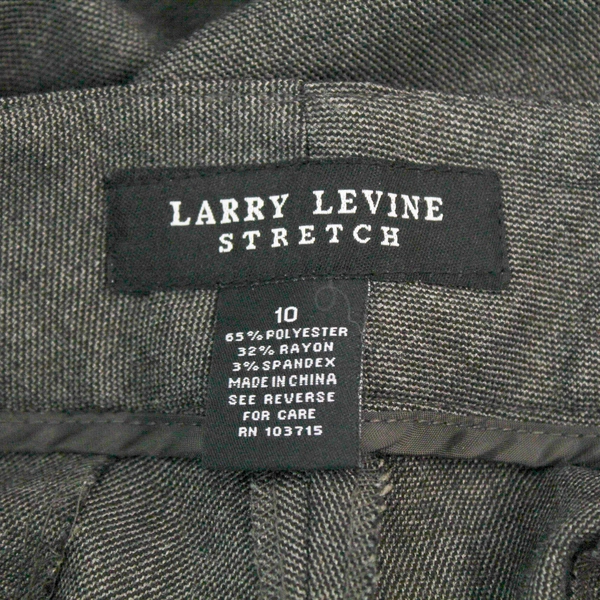 LARRY LEVINE
STRETCH
10
65% POLYESTER
32% RAYON
3% SPANDEX
MADE IN CHINA
SEE REVERSE
FOR CARE
RN 103715